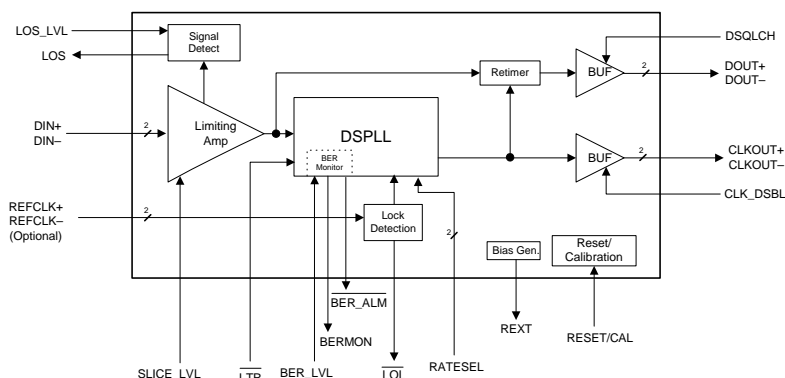 LOS_LVL
LOS
Signal
Detect
DSQLCH
2
DOUT+
DOUT–
BUF
Retimer
DIN+
DIN–
2
Limiting
Amp
DSPLL
BER
Monitor
BUF
2
CLKOUT+
CLKOUT–
CLK_DSBL
REFCLK+
REFCLK–
(Optional)
2
Lock
Detection
2
Bias Gen.
Reset/
Calibration
BER_ALM
BERMON
REXT
RESET/CAL
SLICE_LVL
LTR
BER_LVL
LOL
RATESEL